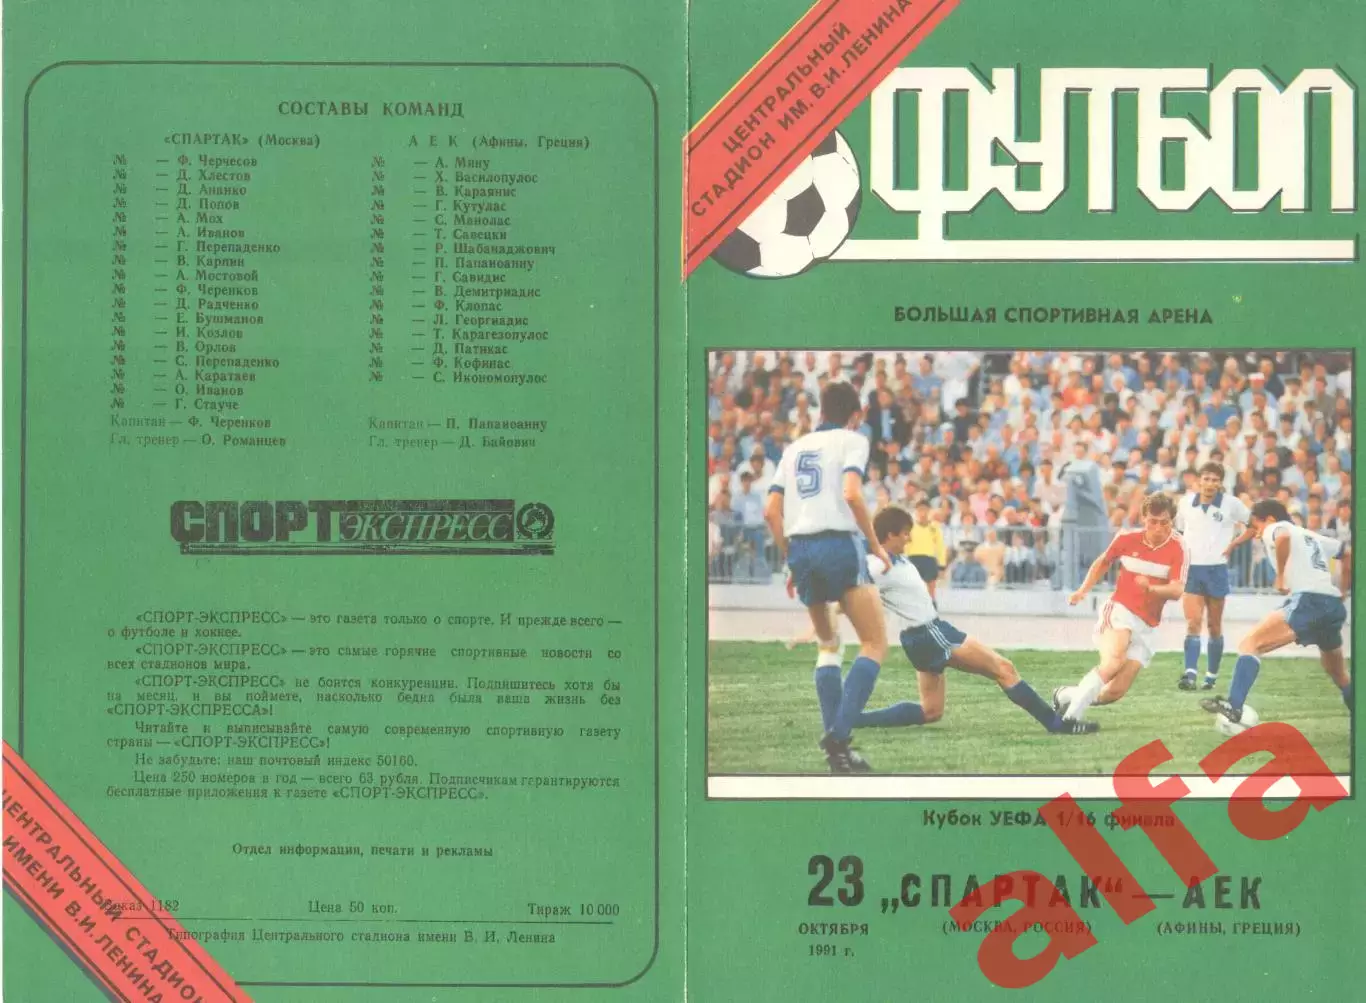 СОСТАВЫ КОМАНД
«СПАРТАК» (Москва)
№ — Ф. Черчесов
№ — Д. Хлестов
№ — Д. Ананко
№ — Д. Попов
№ — А. Мох
№ — А. Иванов
№ — Г. Перепаденко
№ — В. Карпин
№ — А. Мостовой
№ — Ф. Черенков
№ — Д. Радченко
№ — Е. Бушманов
№ — И. Козлов
№ — В. Орлов
№ — С. Перепаденко
№ — А. Каратаев
№ — О. Иванов
№ — Г. Стауче
Капитан — Ф. Черенков
Гл. тренер — О. Романцев
А Е К (Афины, Греция)
№ — А. Мину
№ — Х. Василопулос
№ — В. Караянис
№ — Г. Кутулас
№ — С. Манолас
№ — Т. Савецки
№ — Р. Шабанаджович
№ — П. Папаиоанну
№ — Г. Савидис
№ — В. Демитриадис
№ — Ф. Клопас
№ — Л. Георгиадис
№ — Т. Карагезопулос
№ — Д. Патикас
№ — Ф. Кофинас
№ — С. Икономопулос
Капитан — П. Папаиоанну
Гл. тренер — Д. Байович
СПОРТ ЭКСПРЕСС
«СПОРТ-ЭКСПРЕСС» — это газета только о спорте. И прежде всего —
о футболе и хоккее.
«СПОРТ-ЭКСПРЕСС» — это самые горячие спортивные новости со
всех стадионов мира.
«СПОРТ-ЭКСПРЕСС» не боится конкуренции. Подпишитесь хотя бы
на месяц, и вы поймете, насколько бедна была ваша жизнь без
«СПОРТ-ЭКСПРЕССА»!
Читайте и выписывайте самую современную спортивную газету
страны — «СПОРТ-ЭКСПРЕСС»!
Не забудьте: наш почтовый индекс 50160.
Цена 250 номеров в год — всего 63 рубля. Подписчикам гарантируются
бесплатные приложения к газете «СПОРТ-ЭКСПРЕСС».
Отдел информации, печати и рекламы
Заказ 1182 Цена 50 коп. Тираж 10 000
Типография Центрального стадиона имени В. И. Ленина
ЦЕНТРАЛЬНЫЙ СТАДИОН
ИМЕНИ В.И. ЛЕНИНА
ЦЕНТРАЛЬНЫЙ
СТАДИОН ИМ. В.И. ЛЕНИНА
ФУТБОЛ
БОЛЬШАЯ СПОРТИВНАЯ АРЕНА
5
2
Кубок УЕФА 1/16 финала
23 „СПАРТАК“ — АЕК
ОКТЯБРЯ (МОСКВА, РОССИЯ) (АФИНЫ, ГРЕЦИЯ)
1991 г.
alfa